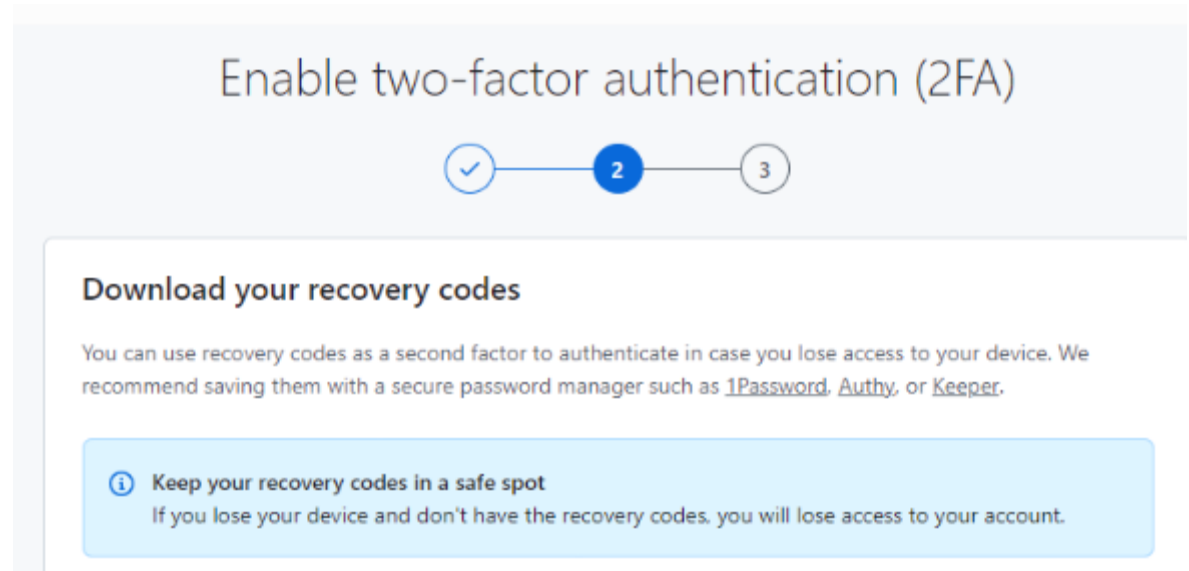 Enable two-factor authentication (2FA)
2
3
Download your recovery codes
You can use recovery codes as a second factor to authenticate in case you lose access to your device. We
recommend saving them with a secure password manager such as 1Password, Authy, or Keeper.
Keep your recovery codes in a safe spot
If you lose your device and don't have the recovery codes, you will lose access to your account.